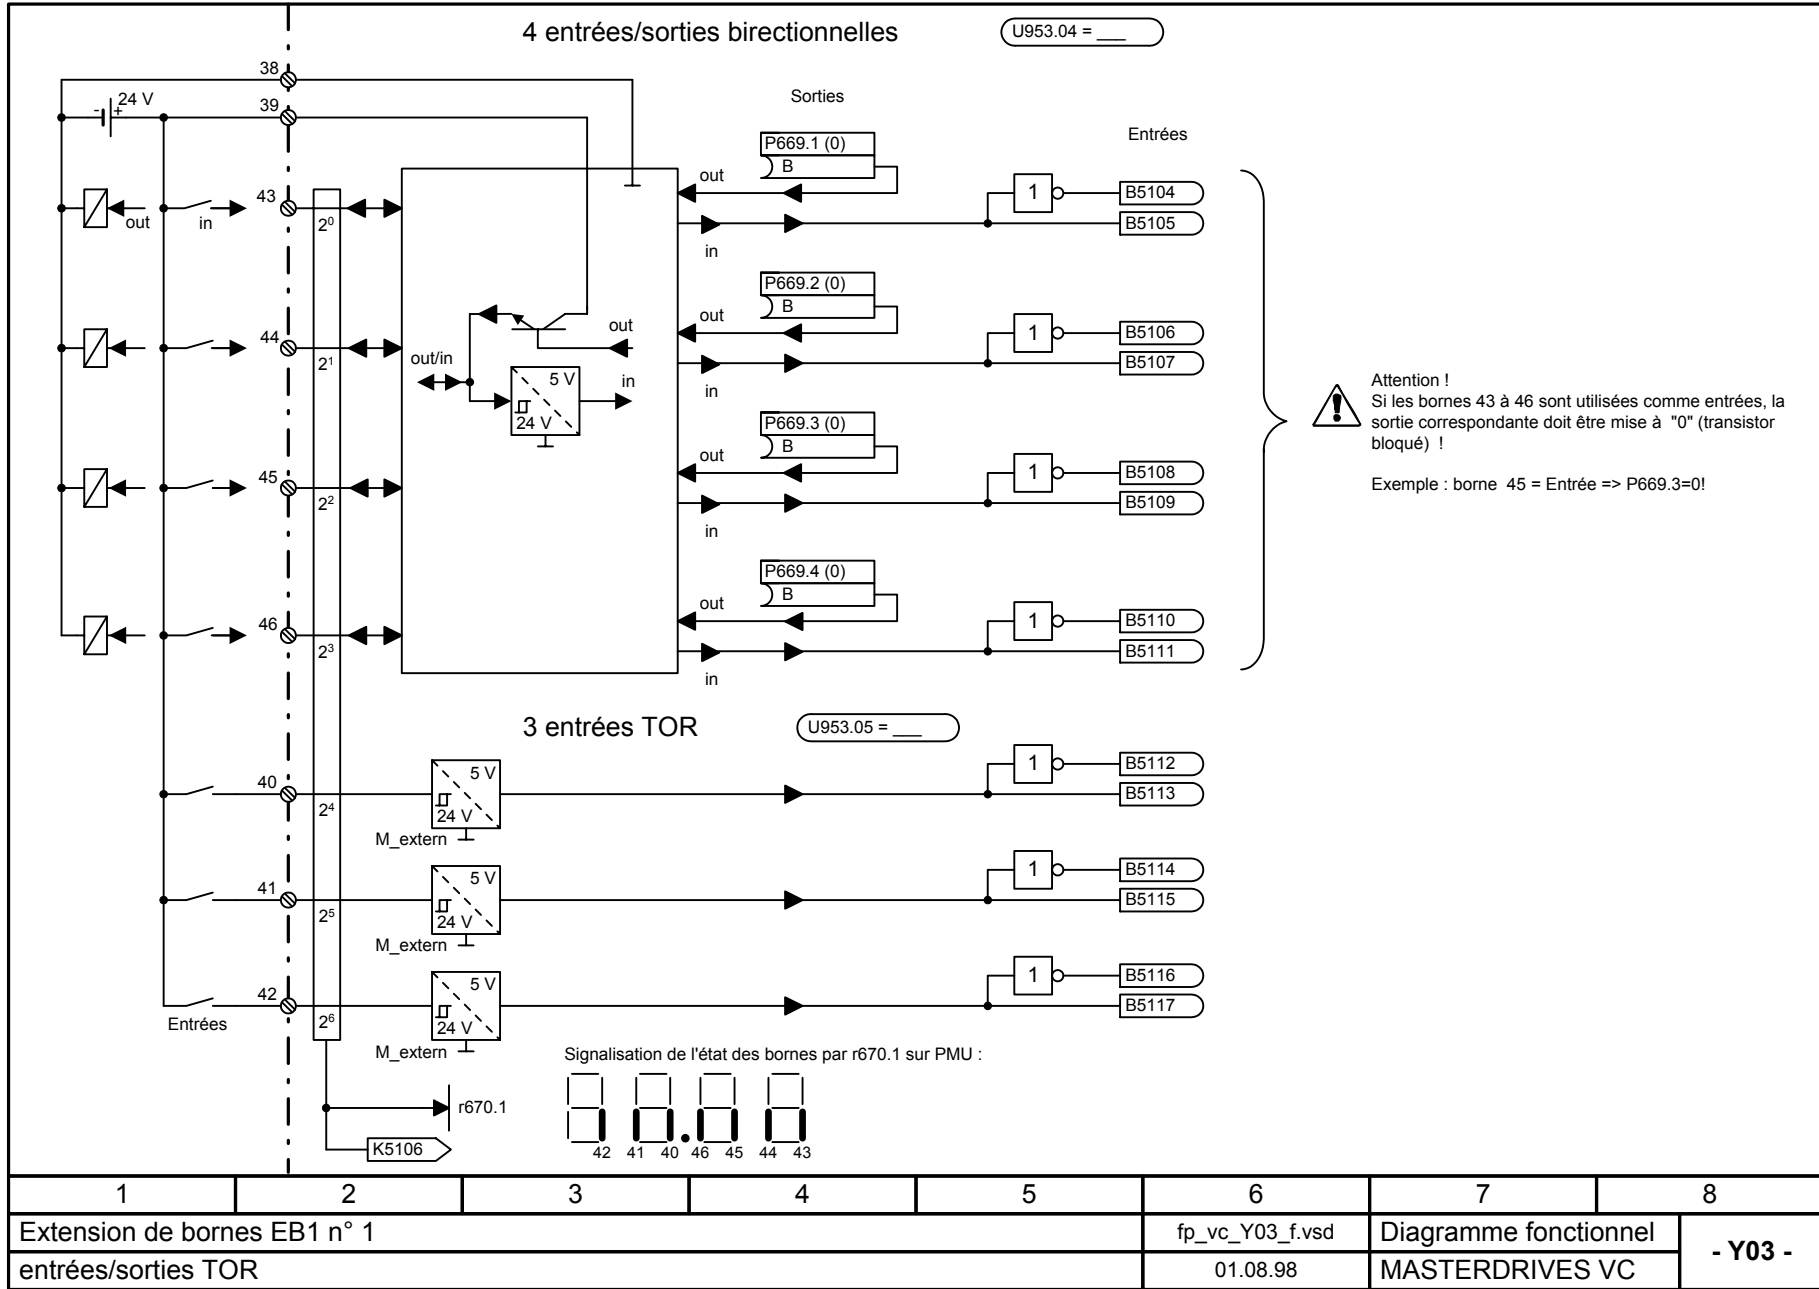 4 entrées/sorties birectionnelles
U953.04 = ___
38
24 V
- +
39
Sorties
Entrées
P669.1 (0)
B
out
in
43
2⁰
out
in
1
B5104
B5105
P669.2 (0)
B
out
in
44
2¹
1
B5106
B5107
out
out/in
5 V
24 V
in
P669.3 (0)
B
out
in
45
2²
1
B5108
B5109
P669.4 (0)
B
out
in
46
2³
1
B5110
B5111
Attention !
Si les bornes 43 à 46 sont utilisées comme entrées, la
sortie correspondante doit être mise à "0" (transistor
bloqué) !
Exemple : borne 45 = Entrée => P669.3=0!
3 entrées TOR
U953.05 = ___
40
2⁴
5 V
24 V
M_extern
1
B5112
B5113
41
2⁵
5 V
24 V
M_extern
1
B5114
B5115
42
2⁶
5 V
24 V
M_extern
1
B5116
B5117
Entrées
r670.1
K5106
Signalisation de l'état des bornes par r670.1 sur PMU :
42 41 40 46 45 44 43
1 2 3 4 5 6 7 8
Extension de bornes EB1 n° 1
fp_vc_Y03_f.vsd
Diagramme fonctionnel
- Y03 -
entrées/sorties TOR
01.08.98
MASTERDRIVES VC